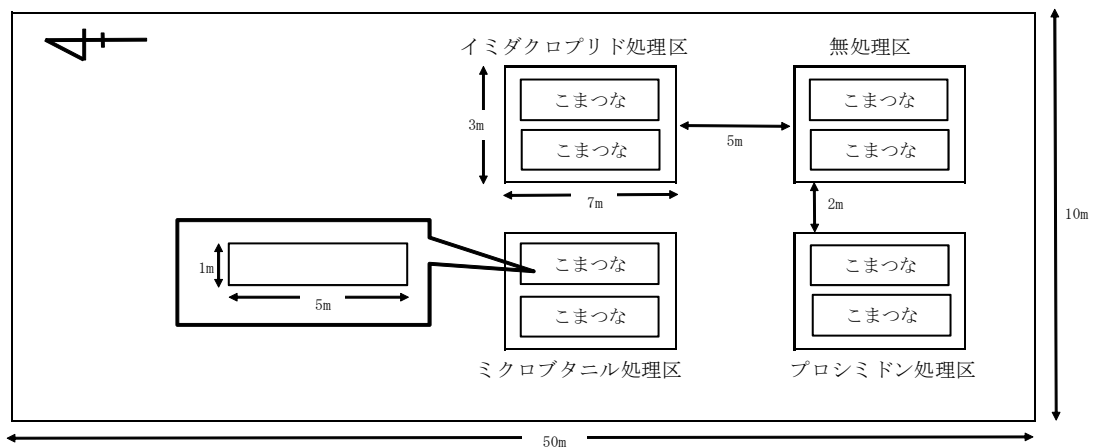 イミダクロプリド処理区
無処理区
こまつな
こまつな
こまつな
こまつな
3m
5m
7m
2m
10m
1m
5m
こまつな
こまつな
こまつな
こまつな
ミクロブタニル処理区
プロシミドン処理区
50m